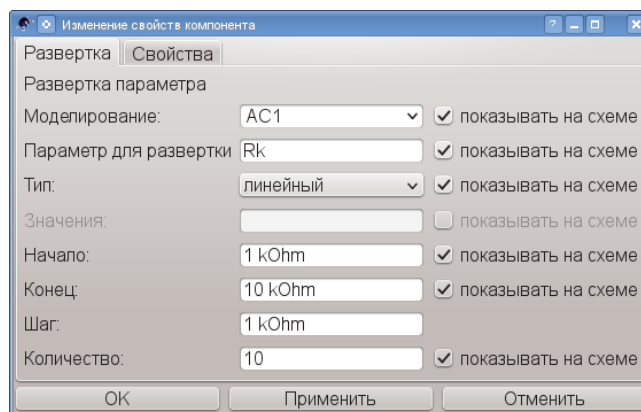 Изменение свойств компонента
Развертка Свойства
Развертка параметра
Моделирование: AC1 показывать на схеме
Параметр для развертки Rk показывать на схеме
Тип: линейный показывать на схеме
Значения: показывать на схеме
Начало: 1 kOhm показывать на схеме
Конец: 10 kOhm показывать на схеме
Шаг: 1 kOhm
Количество: 10 показывать на схеме
OK Применить Отменить